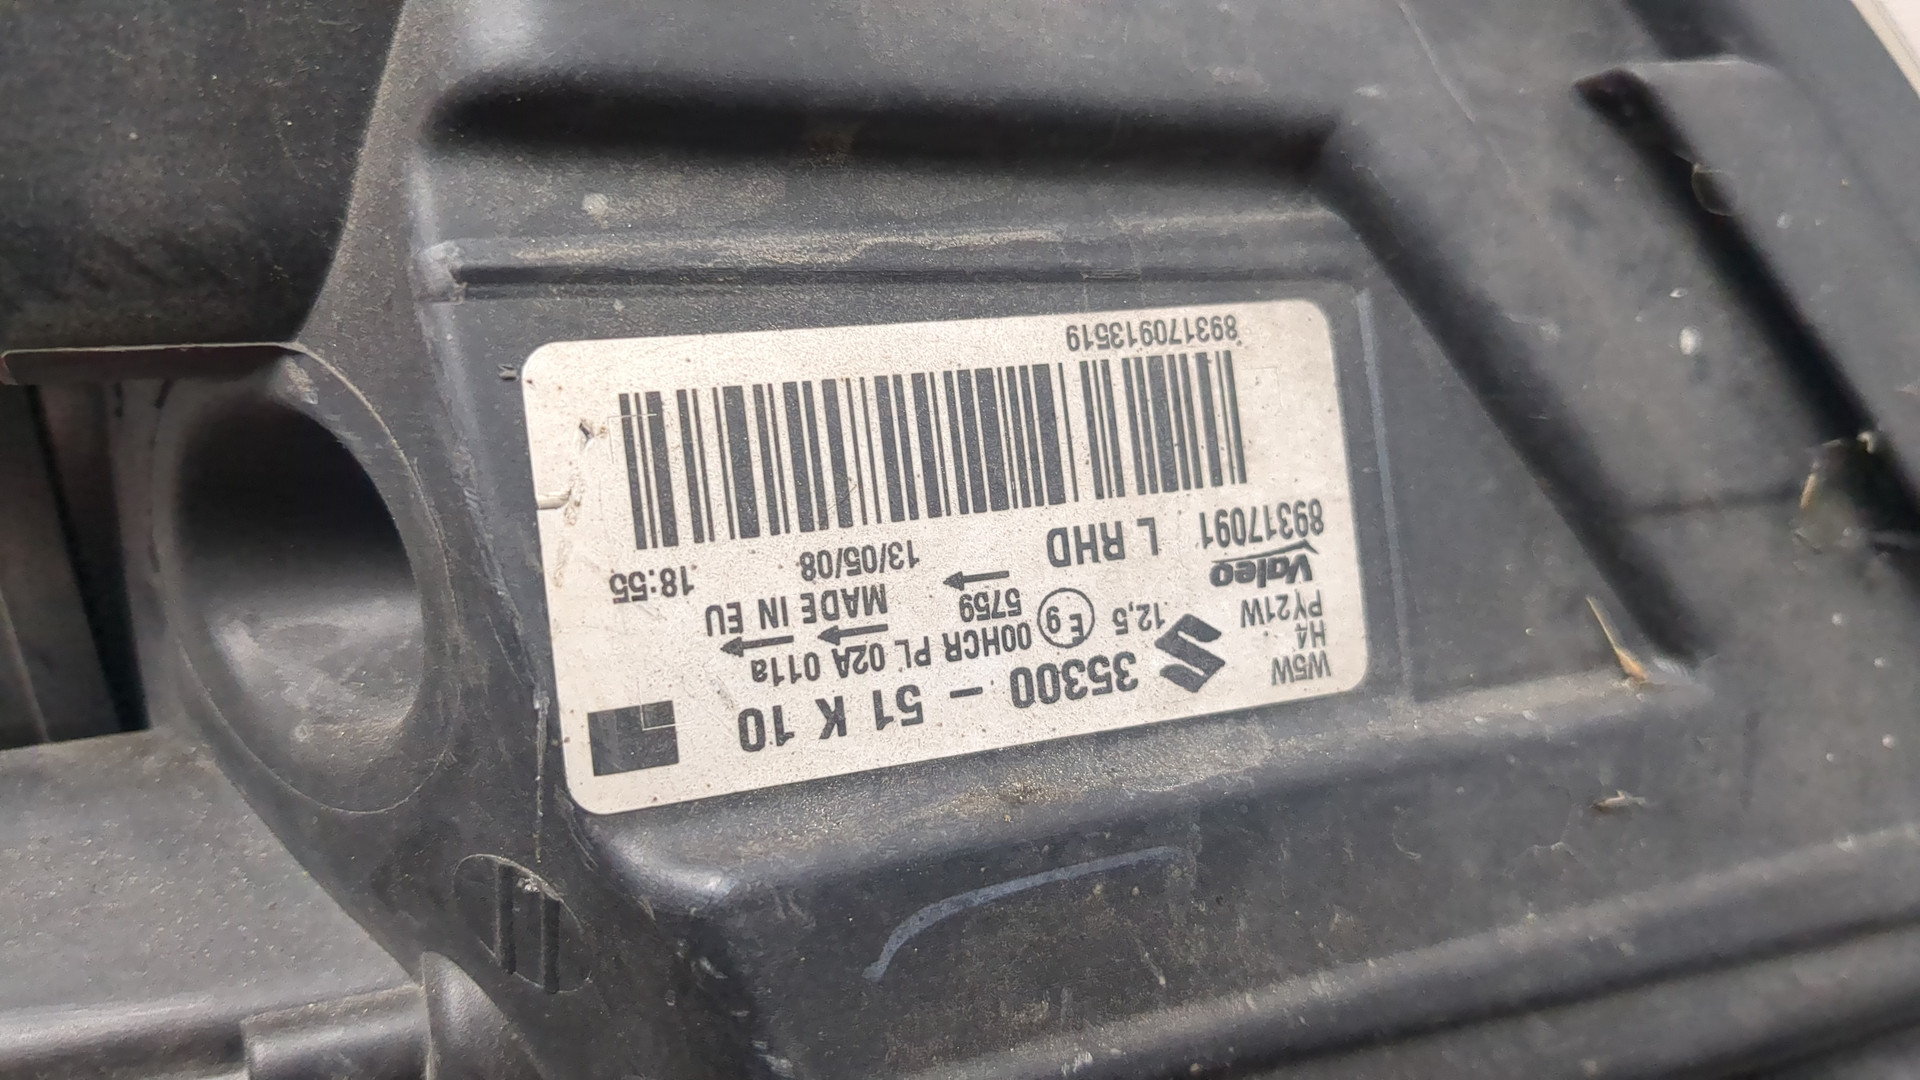 35300 - 51 K 10
W5W
H4
PY21W
12,5 E9 00HCR PL 02A 011a
5759
MADE IN EU
Valeo
89317091 L RHD 13/05/08 18:55
893170913519